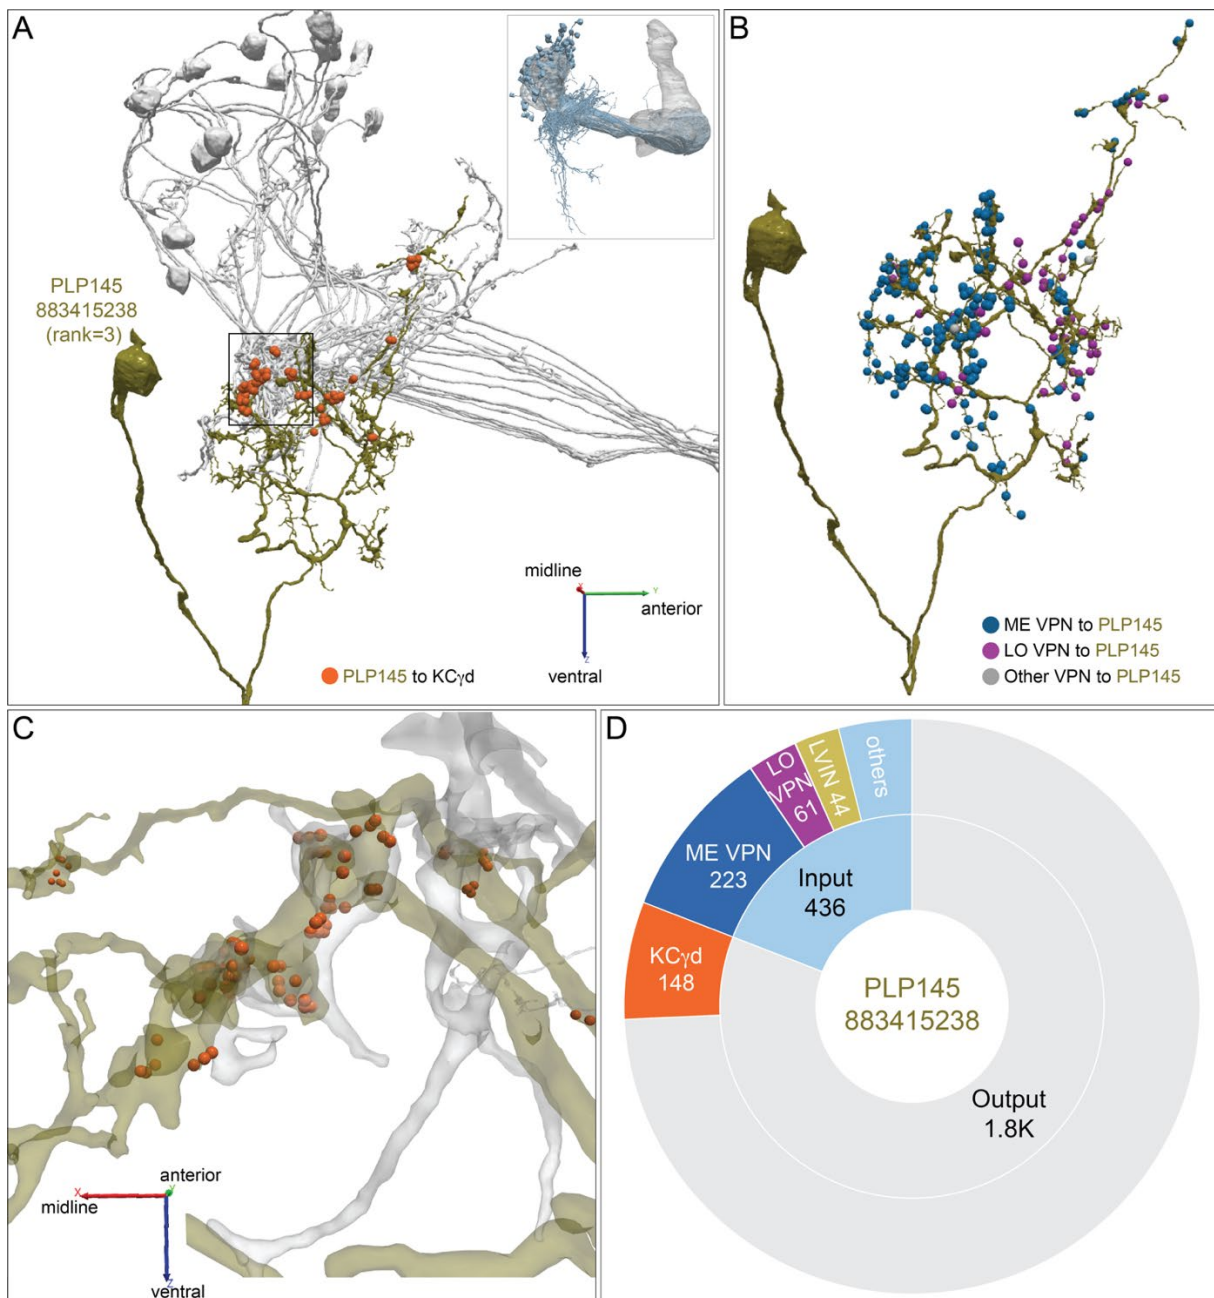 A
PLP145
883415238
(rank=3)
midline
X
Y
anterior
Z
ventral
PLP145 to KCγd
B
ME VPN to PLP145
LO VPN to PLP145
Other VPN to PLP145
C
anterior
X
Y
midline
Z
ventral
D
LO
VPN
61
LVIN 44
others
ME VPN
223
Input
436
KCγd
148
PLP145
883415238
Output
1.8K